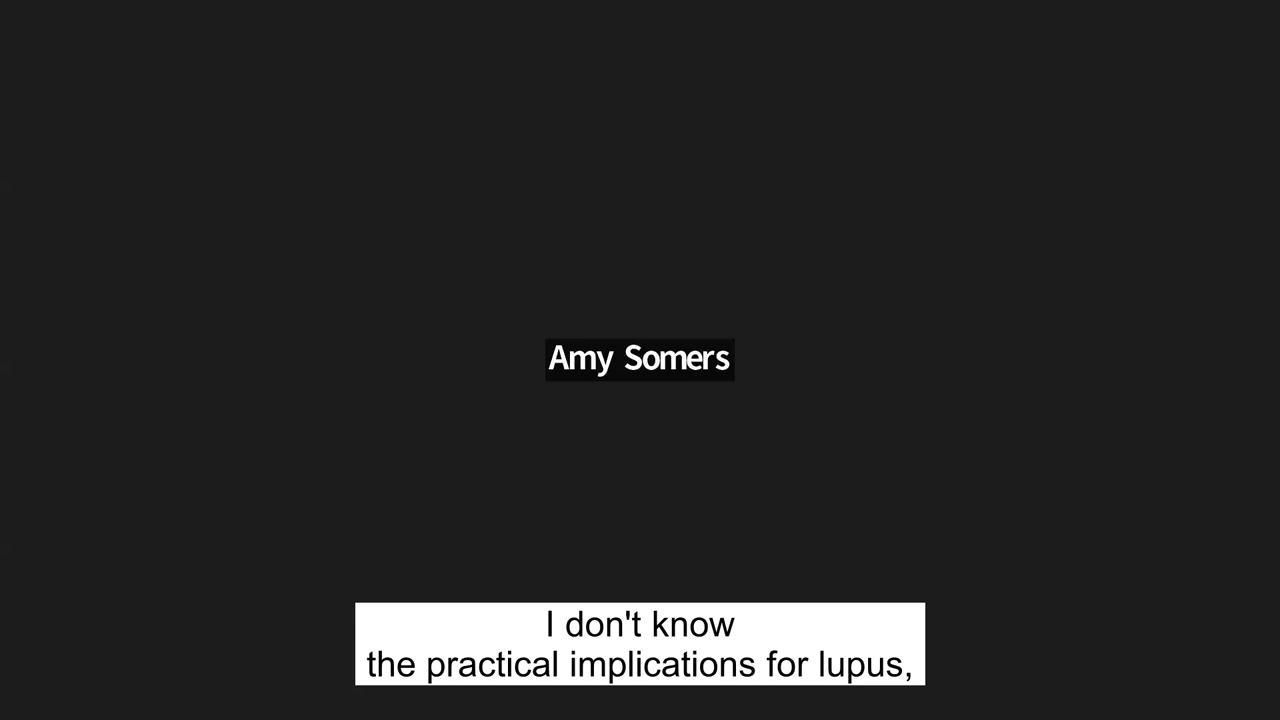 Amy Somers
I don't know
the practical implications for lupus,